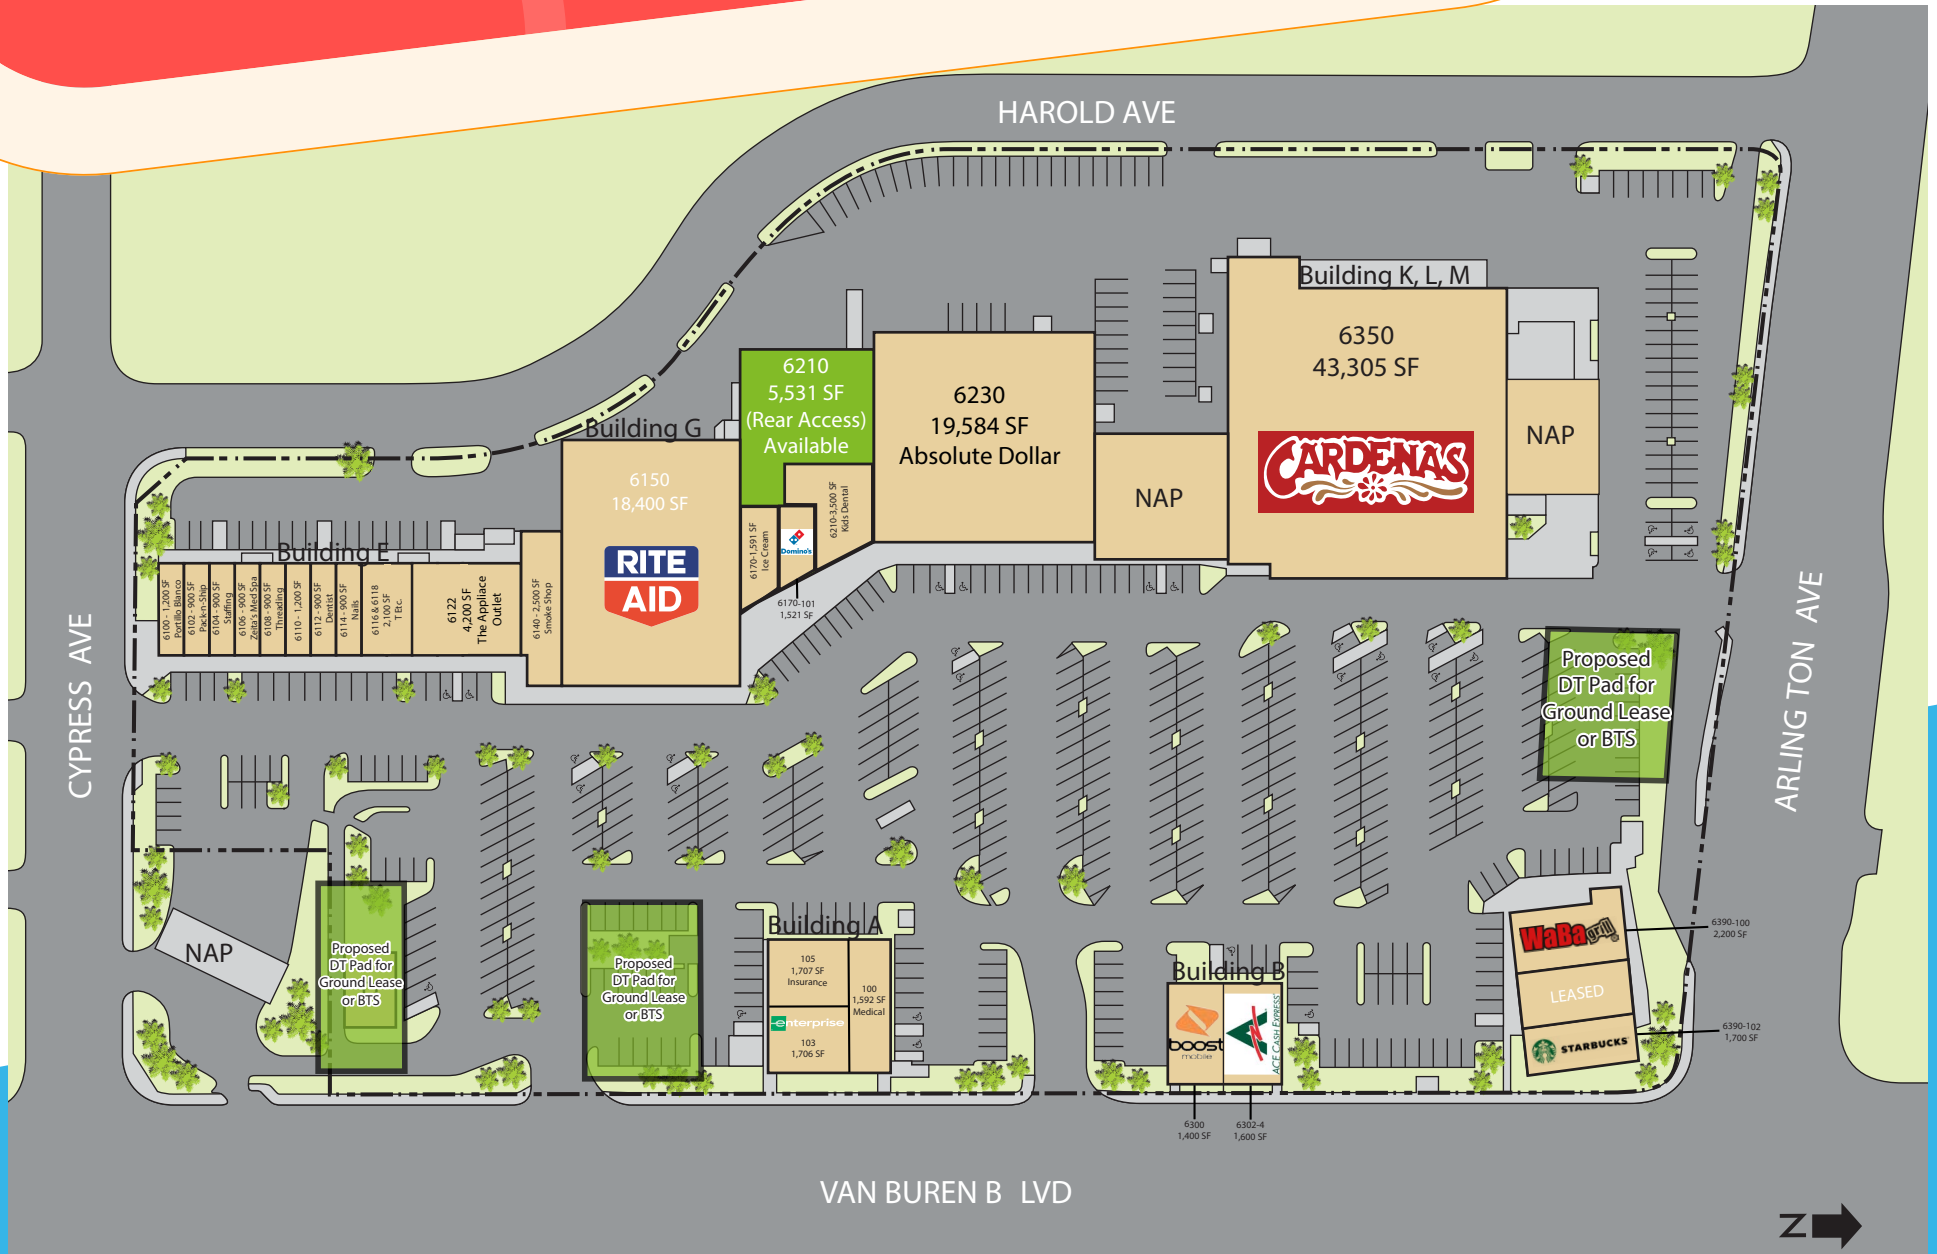 HAROLD AVE
Building K, L, M
6350
43,305 SF
CARDENAS
NAP
6210
5,531 SF
(Rear Access)
Available
6230
19,584 SF
Absolute Dollar
NAP
Building G
6150
18,400 SF
RITE
AID
6210-3,500 SF
Kids Dental
6170-1,591 SF
Ice Cream
Domino's
6170-101
1,521 SF
Building E
6100 - 1,200 SF
Portillo Blanco
6102 - 900 SF
Pack-n-Ship
6104 - 900 SF
Staffing
6106 - 900 SF
Zeita's Med Spa
6108 - 900 SF
Threading
6110 - 1,200 SF
6112 - 900 SF
Dentist
6114 - 900 SF
Nails
6116 & 6118
2,100 SF
T Etc.
6122
4,200 SF
The Appliace
Outlet
6140 - 2,500 SF
Smoke Shop
CYPRESS AVE
ARLING TON AVE
Proposed
DT Pad for
Ground Lease
or BTS
NAP
Proposed
DT Pad for
Ground Lease
or BTS
Proposed
DT Pad for
Ground Lease
or BTS
Building A
105
1,707 SF
Insurance
100
1,592 SF
Medical
enterprise
103
1,706 SF
Building B
boost
mobile
ACE CASH EXPRESS
6300
1,400 SF
6302-4
1,600 SF
WaBa grill
LEASED
STARBUCKS
6390-100
2,200 SF
6390-102
1,700 SF
VAN BUREN B LVD
Z